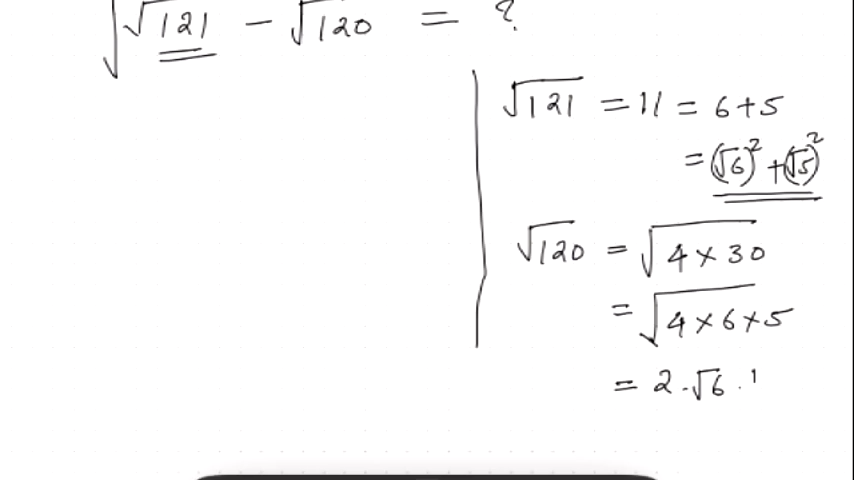 √(√121 − √120) = ?
√121 = 11 = 6+5
= (√6)² + (√5)²
√120 = √(4×30)
= √(4×6×5)
= 2·√6·